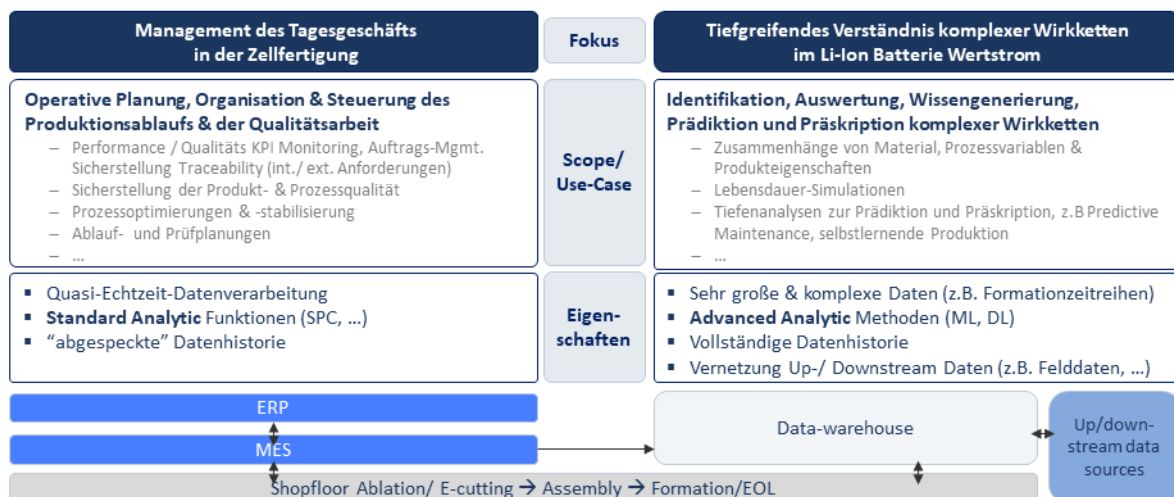 Management des Tagesgeschäfts
in der Zellfertigung
Fokus
Tiefgreifendes Verständnis komplexer Wirkketten
im Li-Ion Batterie Wertstrom
Operative Planung, Organisation & Steuerung des
Produktionsablaufs & der Qualitätsarbeit
– Performance / Qualitäts KPI Monitoring, Auftrags-Mgmt.
Sicherstellung Traceability (int./ ext. Anforderungen)
– Sicherstellung der Produkt- & Prozessqualität
– Prozessoptimierungen & -stabilisierung
– Ablauf- und Prüfplanungen
– ...
Scope/
Use-Case
Identifikation, Auswertung, Wissengenerierung,
Prädiktion und Präskription komplexer Wirkketten
– Zusammenhänge von Material, Prozessvariablen &
Produkteigenschaften
– Lebensdauer-Simulationen
– Tiefenanalysen zur Prädiktion und Präskription, z.B Predictive
Maintenance, selbstlernende Produktion
– ...
▪ Quasi-Echtzeit-Datenverarbeitung
▪ Standard Analytic Funktionen (SPC, ...)
▪ “abgespeckte” Datenhistorie
Eigen-
schaften
▪ Sehr große & komplexe Daten (z.B. Formationzeitreihen)
▪ Advanced Analytic Methoden (ML, DL)
▪ Vollständige Datenhistorie
▪ Vernetzung Up-/ Downstream Daten (z.B. Felddaten, ...)
ERP
MES
Data-warehouse
Up/down-
stream data
sources
Shopfloor Ablation/ E-cutting → Assembly → Formation/EOL